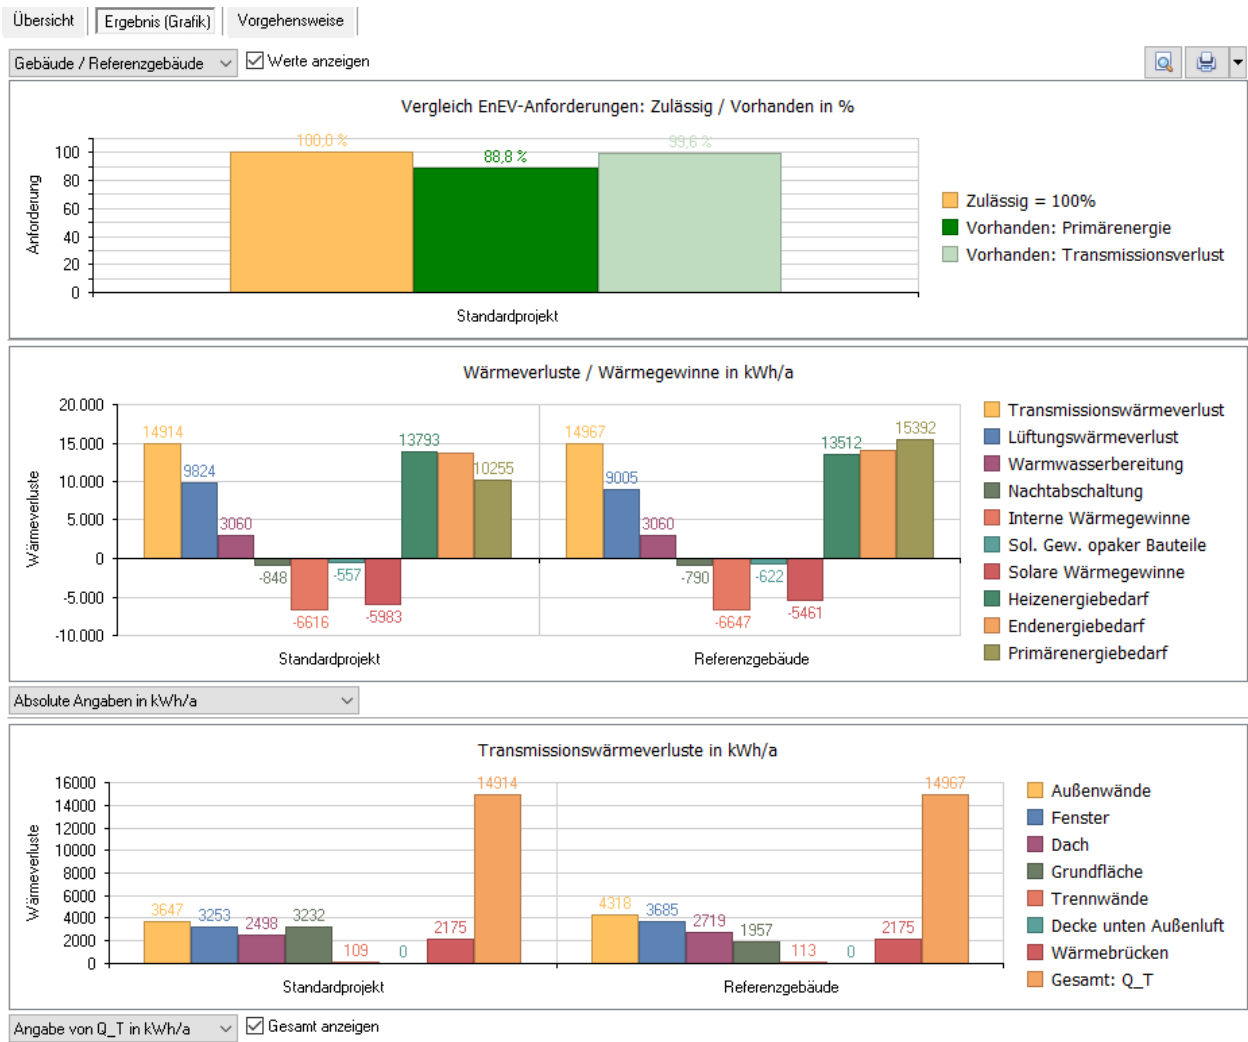 Übersicht Ergebnis (Grafik) Vorgehensweise
Gebäude / Referenzgebäude Werte anzeigen
Vergleich EnEV-Anforderungen: Zulässig / Vorhanden in %
Anforderung
100
80
60
40
20
0
100,0 %
88,8 %
99,6 %
Standardprojekt
Zulässig = 100%
Vorhanden: Primärenergie
Vorhanden: Transmissionsverlust
Wärmeverluste / Wärmegewinne in kWh/a
Wärmeverluste
20.000
15.000
10.000
5.000
0
-5.000
-10.000
14914
9824
3060
-848
-6616
-557
-5983
13793
10255
14967
9005
3060
-790
-6647
-622
-5461
13512
15392
Standardprojekt
Referenzgebäude
Transmissionswärmeverlust
Lüftungswärmeverlust
Warmwasserbereitung
Nachtabschaltung
Interne Wärmegewinne
Sol. Gew. opaker Bauteile
Solare Wärmegewinne
Heizenergiebedarf
Endenergiebedarf
Primärenergiebedarf
Absolute Angaben in kWh/a
Transmissionswärmeverluste in kWh/a
Wärmeverluste
16000
14000
12000
10000
8000
6000
4000
2000
0
3647
3253
2498
3232
109
0
2175
14914
4318
3685
2719
1957
113
0
2175
14967
Standardprojekt
Referenzgebäude
Außenwände
Fenster
Dach
Grundfläche
Trennwände
Decke unten Außenluft
Wärmebrücken
Gesamt: Q_T
Angabe von Q_T in kWh/a Gesamt anzeigen